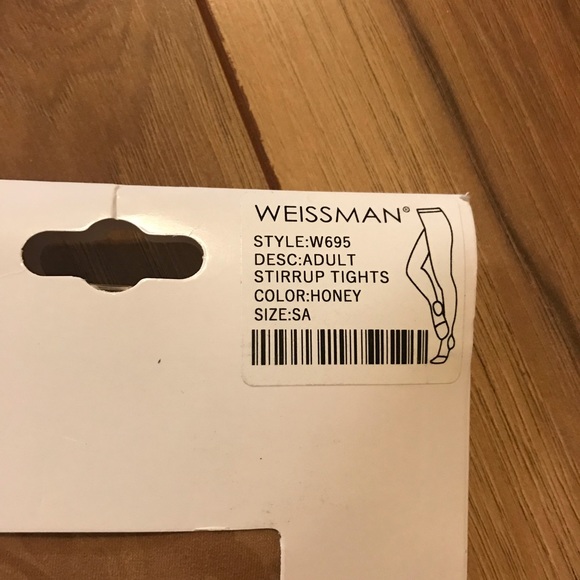 WEISSMAN®
STYLE:W695
DESC:ADULT
STIRRUP TIGHTS
COLOR:HONEY
SIZE:SA